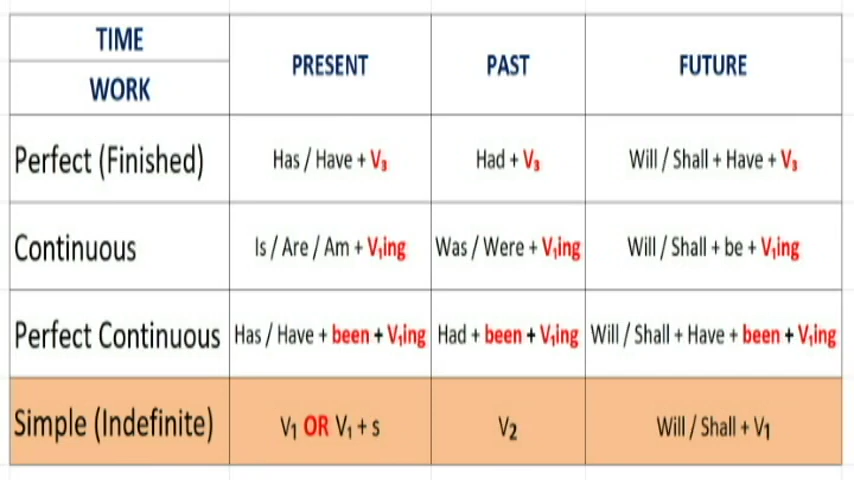 TIME
WORK
PRESENT
PAST
FUTURE
Perfect (Finished)
Has / Have + V₃
Had + V₃
Will / Shall + Have + V₃
Continuous
Is / Are / Am + V₁ing
Was / Were + V₁ing
Will / Shall + be + V₁ing
Perfect Continuous
Has / Have + been + V₁ing
Had + been + V₁ing
Will / Shall + Have + been + V₁ing
Simple (Indefinite)
V₁ OR V₁ + s
V₂
Will / Shall + V₁